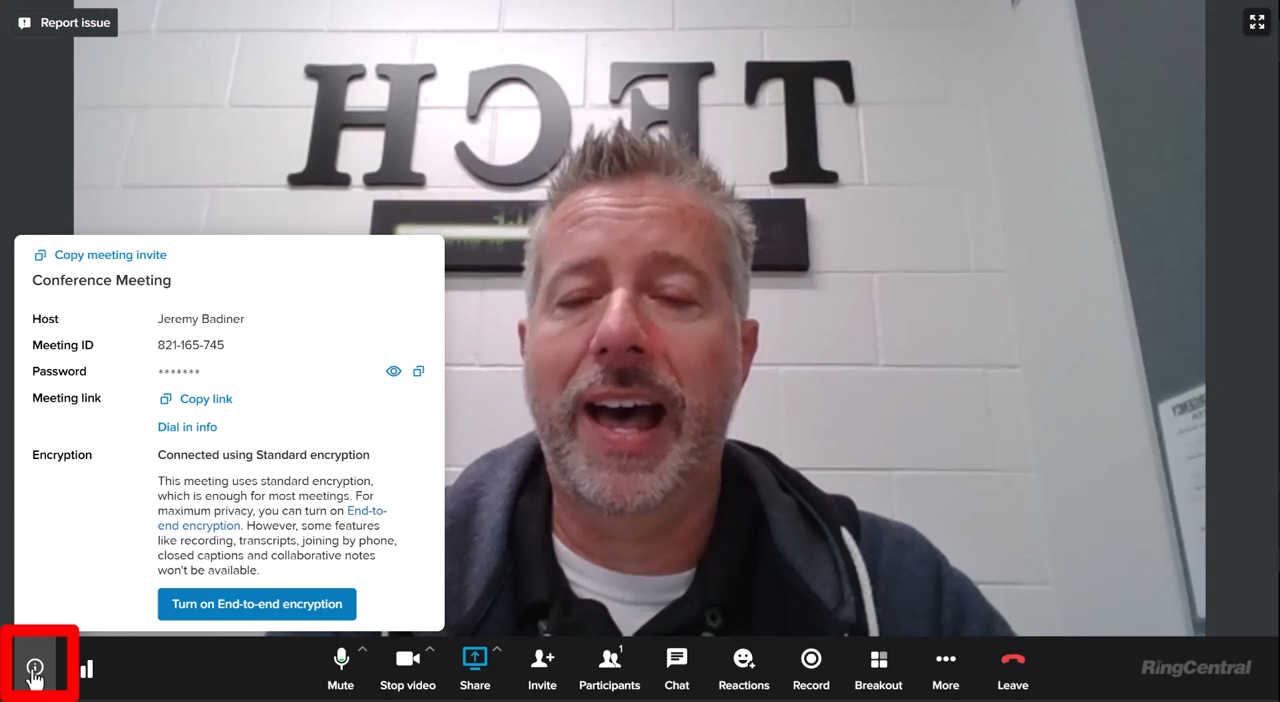 Report issue
TECH
Copy meeting invite
Conference Meeting
Host Jeremy Badiner
Meeting ID 821-165-745
Password *******
Meeting link Copy link
Dial in info
Encryption Connected using Standard encryption
This meeting uses standard encryption,
which is enough for most meetings. For
maximum privacy, you can turn on End-to-
end encryption. However, some features
like recording, transcripts, joining by phone,
closed captions and collaborative notes
won't be available.
Turn on End-to-end encryption
1
Mute Stop video Share Invite Participants Chat Reactions Record Breakout More Leave
RingCentral